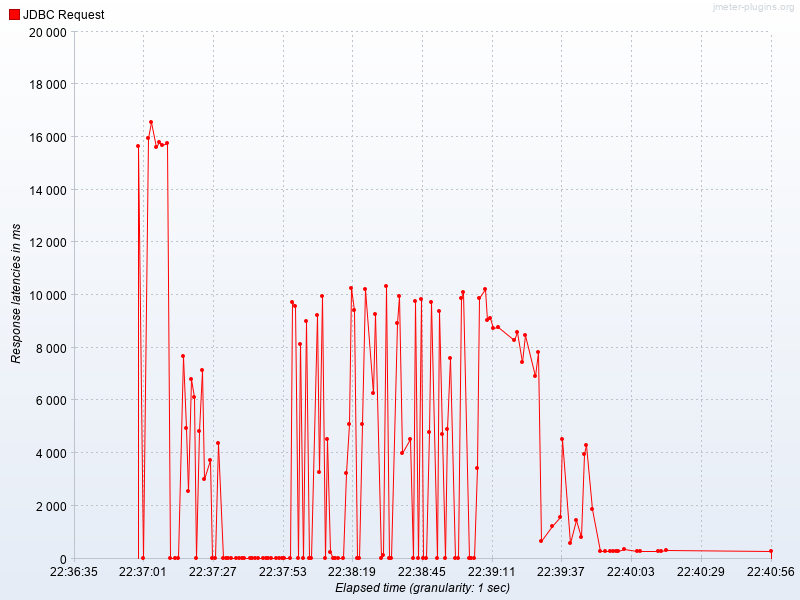 jmeter-plugins.org
JDBC Request
20 000
18 000
16 000
14 000
12 000
10 000
8 000
6 000
4 000
2 000
0
Response latencies in ms
22:36:35 22:37:01 22:37:27 22:37:53 22:38:19 22:38:45 22:39:11 22:39:37 22:40:03 22:40:29 22:40:56
Elapsed time (granularity: 1 sec)